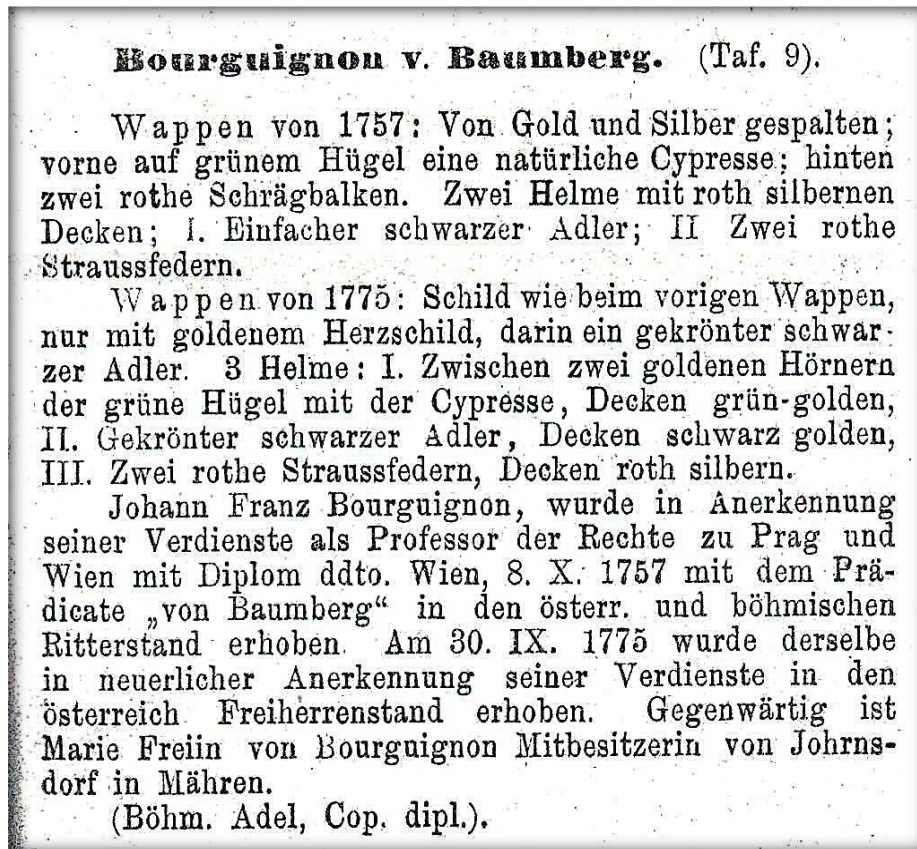 Bourguignon v. Baumberg. (Taf. 9).
Wappen von 1757: Von Gold und Silber gespalten;
vorne auf grünem Hügel eine natürliche Cypresse; hinten
zwei rothe Schrägbalken. Zwei Helme mit roth silbernen
Decken; I. Einfacher schwarzer Adler; II Zwei rothe
Straussfedern.
Wappen von 1775: Schild wie beim vorigen Wappen,
nur mit goldenem Herzschild, darin ein gekrönter schwar-
zer Adler. 3 Helme: I. Zwischen zwei goldenen Hörnern
der grüne Hügel mit der Cypresse, Decken grün-golden,
II. Gekrönter schwarzer Adler, Decken schwarz golden,
III. Zwei rothe Straussfedern, Decken roth silbern.
Johann Franz Bourguignon, wurde in Anerkennung
seiner Verdienste als Professor der Rechte zu Prag und
Wien mit Diplom ddto. Wien, 8. X. 1757 mit dem Prä-
dicate „von Baumberg“ in den österr. und böhmischen
Ritterstand erhoben. Am 30. IX. 1775 wurde derselbe
in neuerlicher Anerkennung seiner Verdienste in den
österreich Freiherrenstand erhoben. Gegenwärtig ist
Marie Freiin von Bourguignon Mitbesitzerin von Johrns-
dorf in Mähren.
(Böhm. Adel, Cop. dipl.).